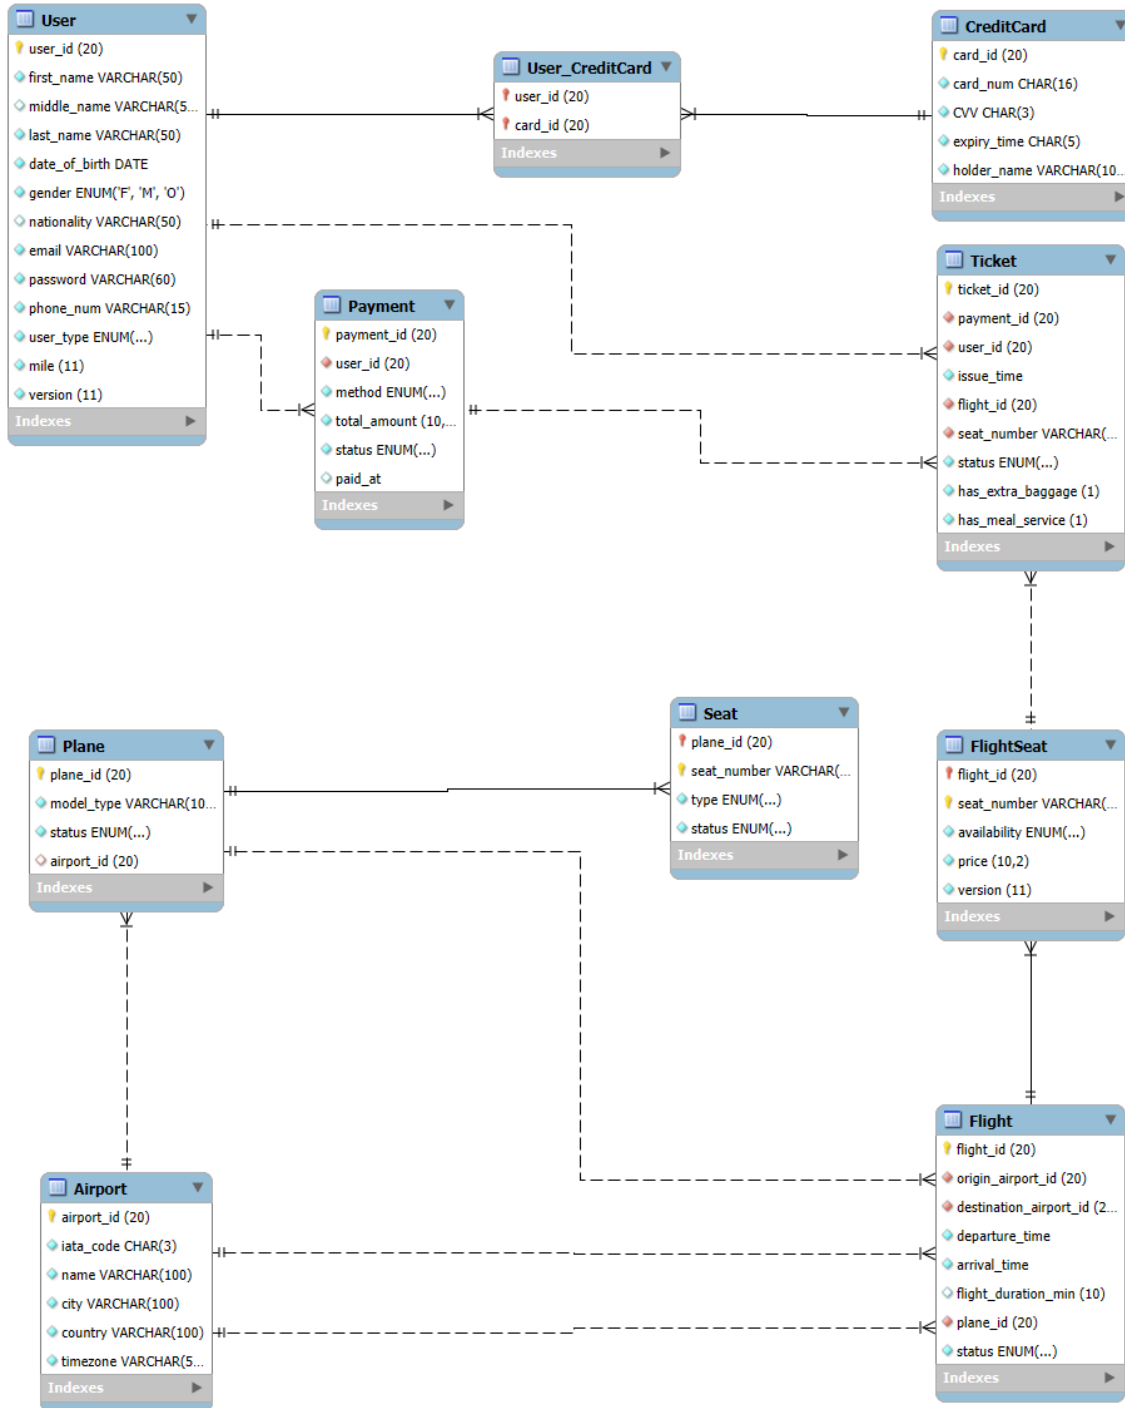 User
user_id (20)
first_name VARCHAR(50)
middle_name VARCHAR(5...
last_name VARCHAR(50)
date_of_birth DATE
gender ENUM('F', 'M', 'O')
nationality VARCHAR(50)
email VARCHAR(100)
password VARCHAR(60)
phone_num VARCHAR(15)
user_type ENUM(...)
mile (11)
version (11)
Indexes
User_CreditCard
user_id (20)
card_id (20)
Indexes
CreditCard
card_id (20)
card_num CHAR(16)
CVV CHAR(3)
expiry_time CHAR(5)
holder_name VARCHAR(10...
Indexes
Payment
payment_id (20)
user_id (20)
method ENUM(...)
total_amount (10,...
status ENUM(...)
paid_at
Indexes
Ticket
ticket_id (20)
payment_id (20)
user_id (20)
issue_time
flight_id (20)
seat_number VARCHAR(...
status ENUM(...)
has_extra_baggage (1)
has_meal_service (1)
Indexes
Plane
plane_id (20)
model_type VARCHAR(10...
status ENUM(...)
airport_id (20)
Indexes
Seat
plane_id (20)
seat_number VARCHAR(...
type ENUM(...)
status ENUM(...)
Indexes
FlightSeat
flight_id (20)
seat_number VARCHAR(...
availability ENUM(...)
price (10,2)
version (11)
Indexes
Airport
airport_id (20)
iata_code CHAR(3)
name VARCHAR(100)
city VARCHAR(100)
country VARCHAR(100)
timezone VARCHAR(5...
Indexes
Flight
flight_id (20)
origin_airport_id (20)
destination_airport_id (2...
departure_time
arrival_time
flight_duration_min (10)
plane_id (20)
status ENUM(...)
Indexes